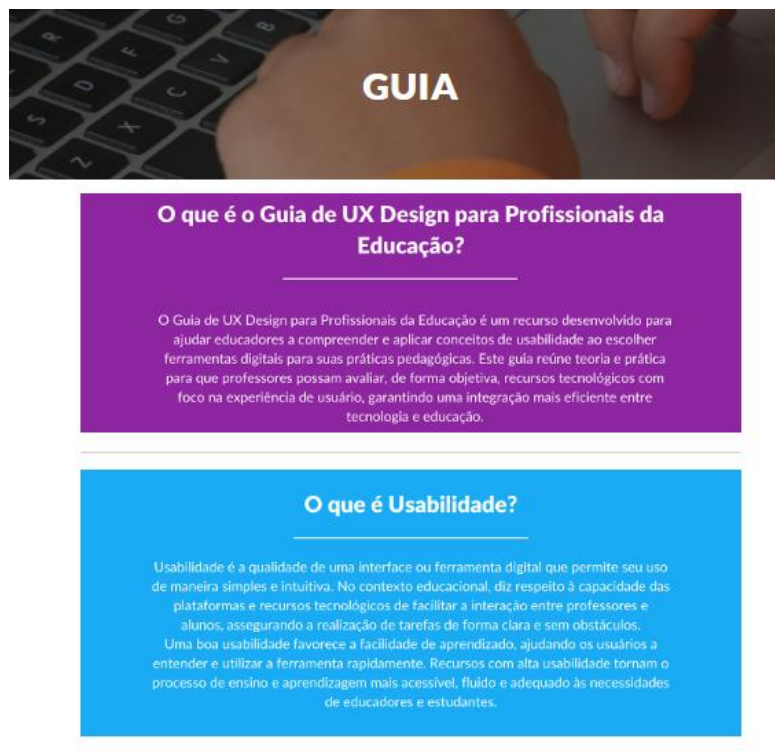 GUIA
O que é o Guia de UX Design para Profissionais da
Educação?
O Guia de UX Design para Profissionais da Educação é um recurso desenvolvido para
ajudar educadores a compreender e aplicar conceitos de usabilidade ao escolher
ferramentas digitais para suas práticas pedagógicas. Este guia reúne teoria e prática
para que professores possam avaliar, de forma objetiva, recursos tecnológicos com
foco na experiência de usuário, garantindo uma integração mais eficiente entre
tecnologia e educação.
O que é Usabilidade?
Usabilidade é a qualidade de uma interface ou ferramenta digital que permite seu uso
de maneira simples e intuitiva. No contexto educacional, diz respeito à capacidade das
plataformas e recursos tecnológicos de facilitar a interação entre professores e
alunos, assegurando a realização de tarefas de forma clara e sem obstáculos.
Uma boa usabilidade favorece a facilidade de aprendizado, ajudando os usuários a
entender e utilizar a ferramenta rapidamente. Recursos com alta usabilidade tornam o
processo de ensino e aprendizagem mais acessível, fluido e adequado às necessidades
de educadores e estudantes.